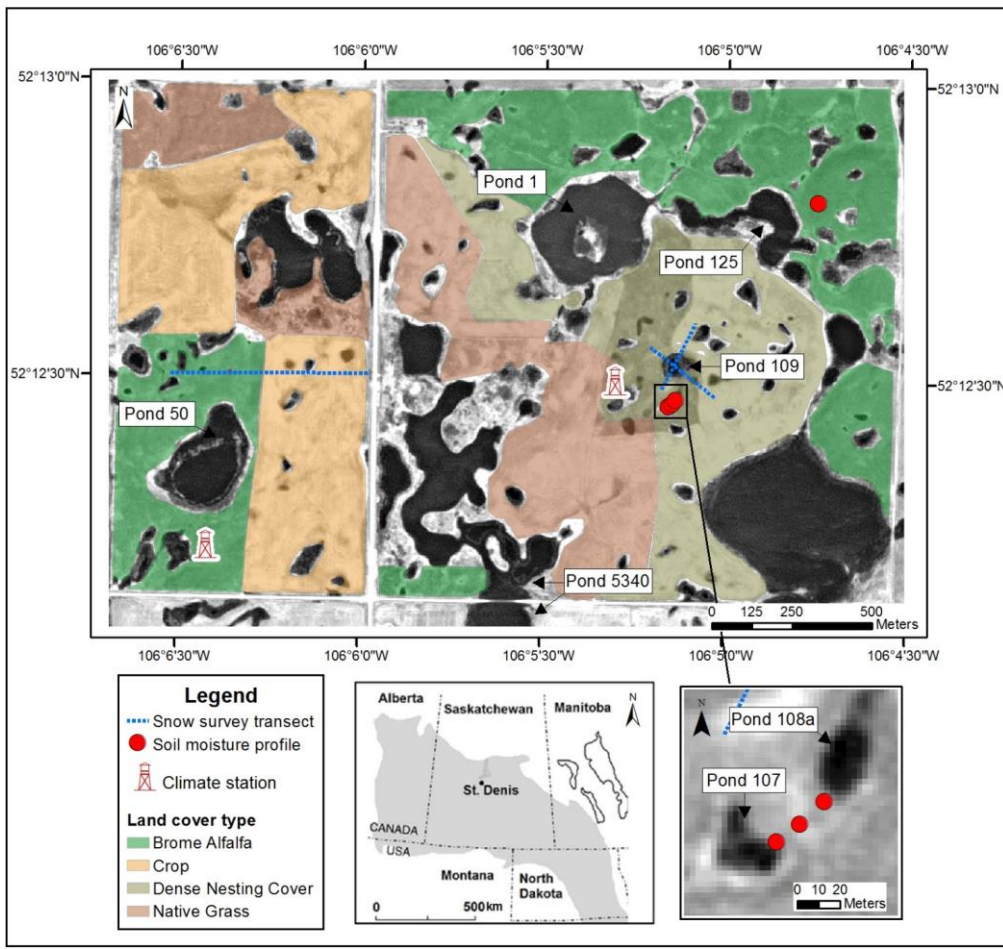 106°6'30"W
106°6'0"W
106°5'30"W
106°5'0"W
106°4'30"W
52°13'0"N
52°13'0"N
N
Pond 1
Pond 125
52°12'30"N
52°12'30"N
Pond 109
Pond 50
Pond 5340
0 125 250 500
Meters
106°6'30"W
106°6'0"W
106°5'30"W
106°5'0"W
106°4'30"W
Legend
Snow survey transect
Soil moisture profile
Climate station
Land cover type
Brome Alfalfa
Crop
Dense Nesting Cover
Native Grass
Alberta
Saskatchewan
Manitoba
N
St. Denis
CANADA
USA
Montana
North
Dakota
0 500km
N
Pond 108a
Pond 107
0 10 20
Meters